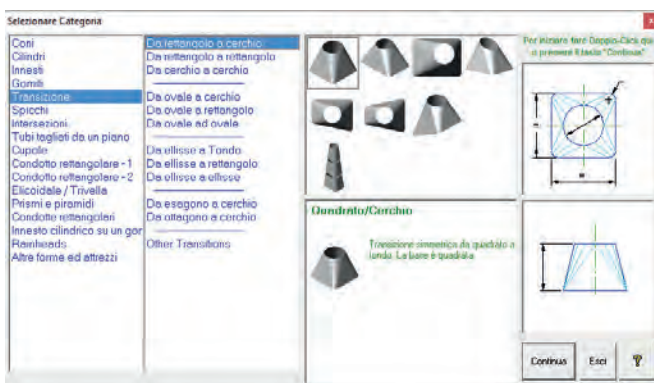 Selezionare Categoria
Coni
Cilindri
Innesti
Gomiti
Transizione
Spicchi
Intersezioni
Tubi tagliati da un piano
Cupole
Condotto rettangolare - 1
Condotto rettangolare - 2
Elicoidale / Trivella
Prismi e piramidi
Condotte rettangolari
Innesto cilindrico su un gor
Rainheads
Altre forme ed attrezzi
Da rettangolo a cerchio
Da rettangolo a rettangolo
Da cerchio a cerchio
Da ovale a cerchio
Da ovale a rettangolo
Da ovale ad ovale
Da ellisse a Tondo
Da ellisse a rettangolo
Da ellisse a ellisse
Da esagono a cerchio
Da ottagono a cerchio
Other Transitions
Quadrato/Cerchio
Transizione simmetrica da quadrato a
tondo. La base è quadrata
Per iniziare fare Doppio-Click qui
o premere il tasto "Continua"
Continua
Esci
?